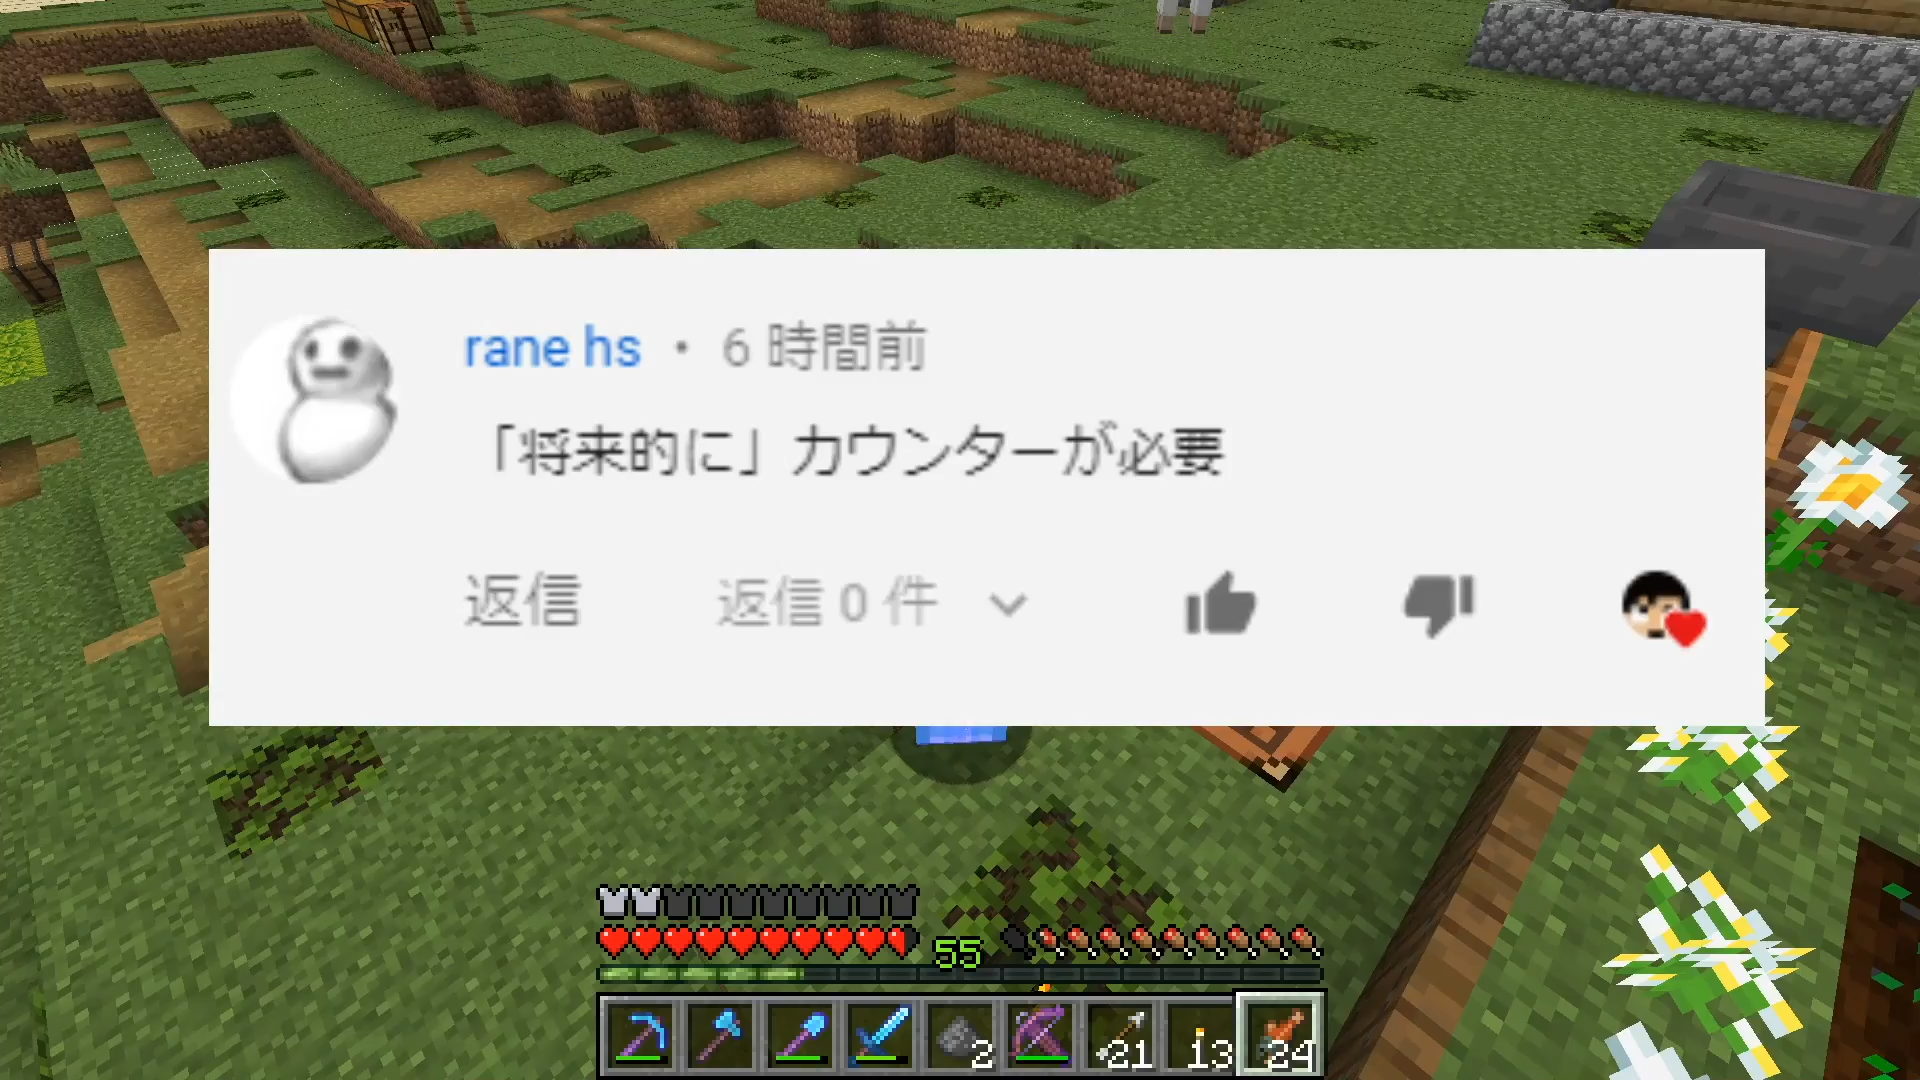 rane hs ・ 6 時間前
「将来的に」カウンターが必要
返信 返信 0 件
55
2 21 13 24